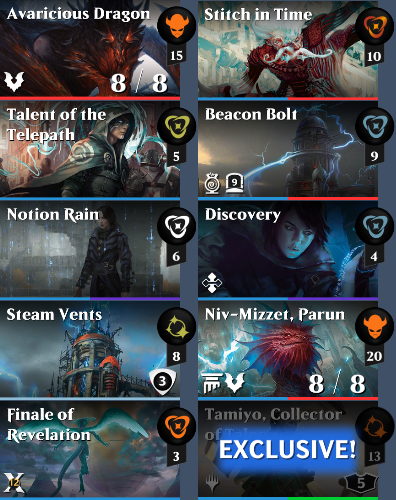 Avaricious Dragon
15
8 / 8
Stitch in Time
10
Talent of the
Telepath
5
Beacon Bolt
9
9
Notion Rain
6
Discovery
4
Steam Vents
8
3
Niv-Mizzet, Parun
20
8 / 8
Finale of
Revelation
3
X
12
Tamiyo, Collector
of
EXCLUSIVE!
13
5